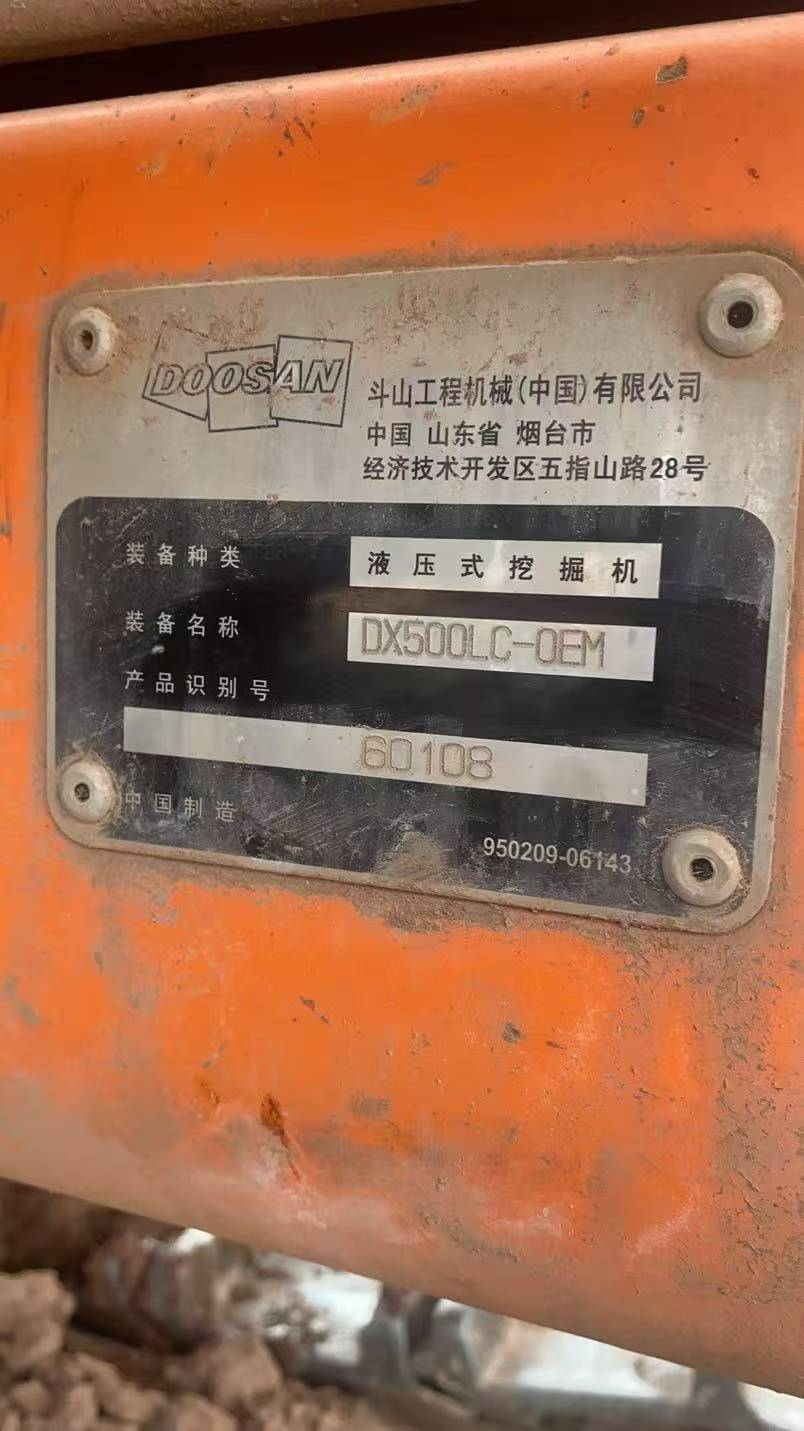 DOOSAN
斗山工程机械(中国)有限公司
中国 山东省 烟台市
经济技术开发区五指山路28号
装备种类 液压式挖掘机
装备名称 DX500LC-OEM
产品识别号
60108
中国制造
950209-06143